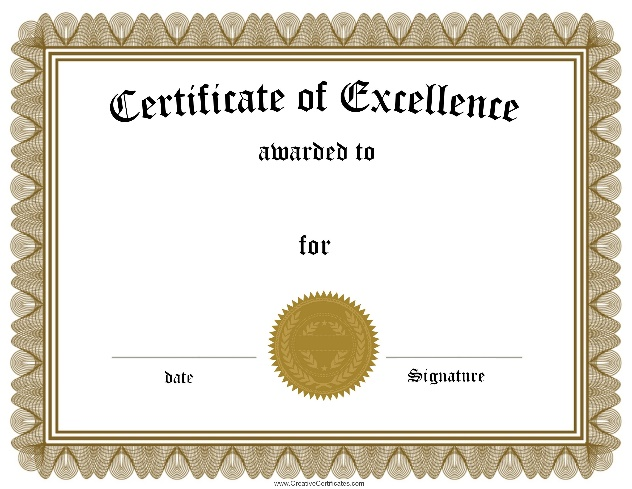 Certificate of Excellence
awarded to
for
date Signature
www.CreativeCertificates.com